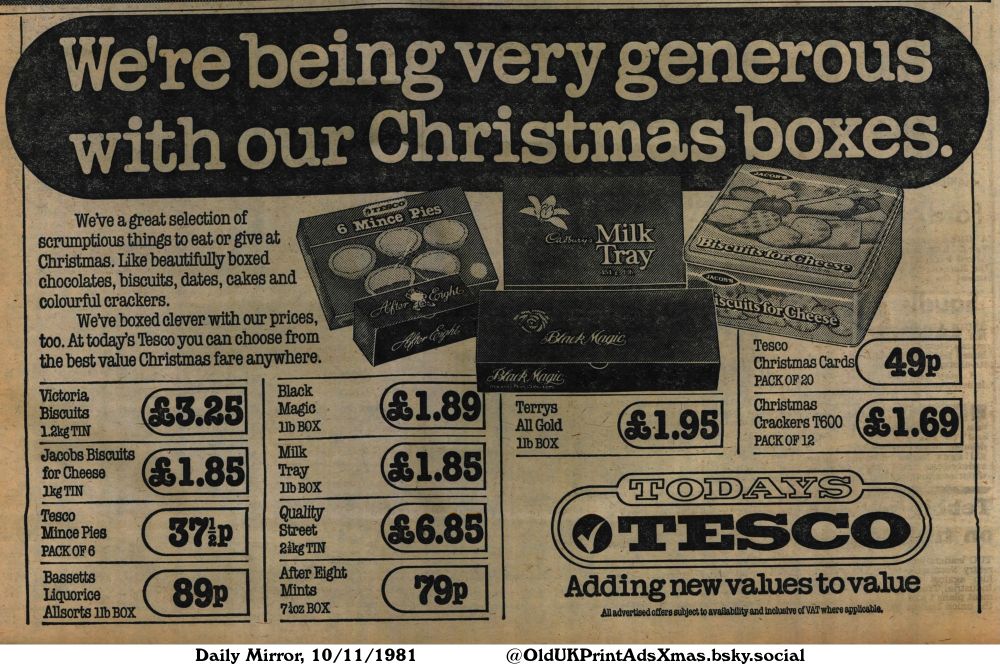 We're being very generous
with our Christmas boxes.
We've a great selection of
scrumptious things to eat or give at
Christmas. Like beautifully boxed
chocolates, biscuits, dates, cakes and
colourful crackers.
We've boxed clever with our prices,
too. At today's Tesco you can choose from
the best value Christmas fare anywhere.
TESCO
6 Mince Pies
After Eight
After Eight
Cadbury's Milk
Tray
Black Magic
Black Magic
JACOB'S
Biscuits for Cheese
JACOB'S
Biscuits for Cheese
Victoria
Biscuits
1.2kg TIN
£3.25
Jacobs Biscuits
for Cheese
1kg TIN
£1.85
Tesco
Mince Pies
PACK OF 6
37½p
Bassetts
Liquorice
Allsorts 1lb BOX
89p
Black
Magic
1lb BOX
£1.89
Milk
Tray
1lb BOX
£1.85
Quality
Street
2½kg TIN
£6.85
After Eight
Mints
7½oz BOX
79p
Terrys
All Gold
1lb BOX
£1.95
Tesco
Christmas Cards
PACK OF 20
49p
Christmas
Crackers T600
PACK OF 12
£1.69
TODAYS
TESCO
Adding new values to value
All advertised offers subject to availability and inclusive of VAT where applicable.
Daily Mirror, 10/11/1981
@OldUKPrintAdsXmas.bsky.social